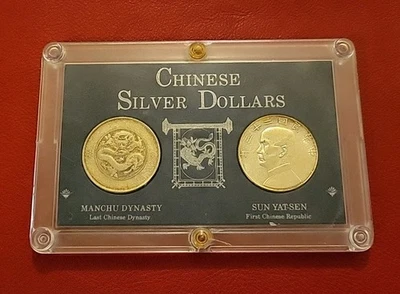 CHINESE
SILVER DOLLARS
MANCHU DYNASTY
Last Chinese Dynasty
SUN YAT-SEN
First Chinese Republic